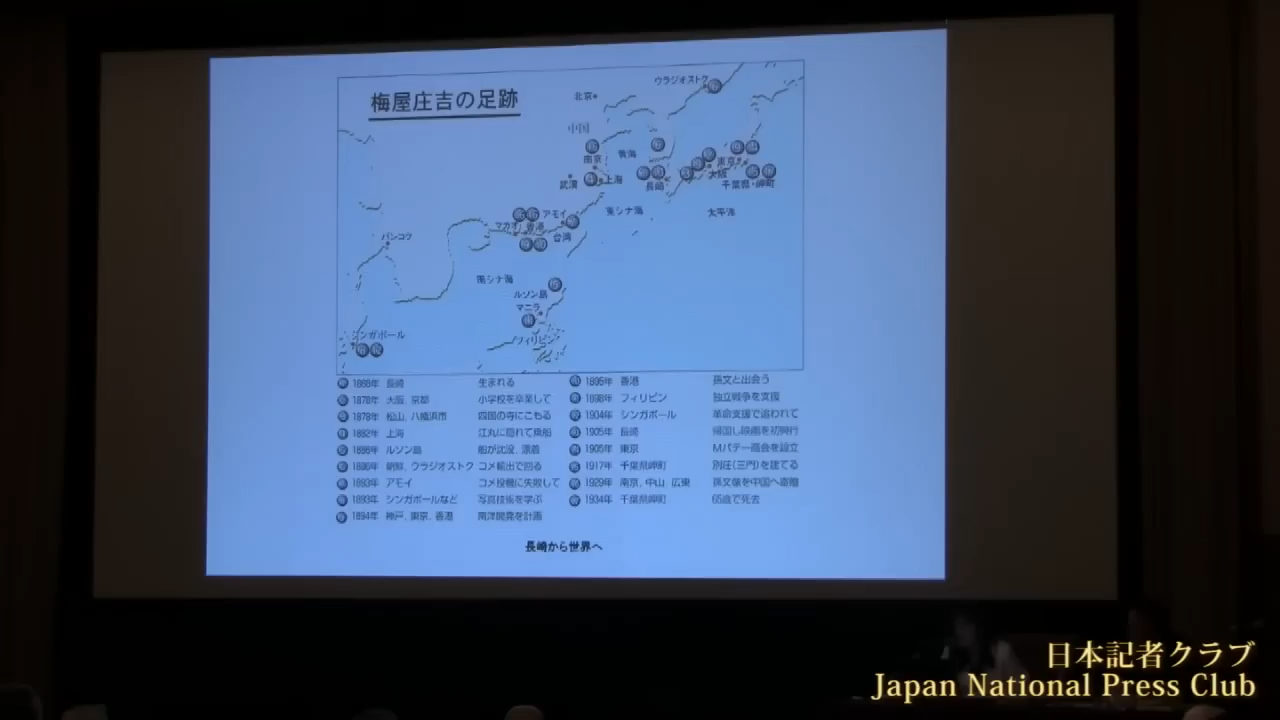 梅屋庄吉の足跡
ウラジオストク
北京
中国
南京
黄海
武漢
上海
長崎
大阪
東京
千葉県・岬町
東シナ海
太平洋
アモイ
マカオ
香港
台湾
バンコク
南シナ海
ルソン島
マニラ
フィリピン
シンガポール
1868年 長崎 生まれる
1878年 大阪、京都 小学校を卒業して
1878年 松山、八幡浜市 四国の寺にこもる
1882年 上海 江丸に隠れて乗船
1886年 ルソン島 船が沈没、漂着
1886年 朝鮮、ウラジオストク コメ輸出で回る
1893年 アモイ コメ投機に失敗して
1893年 シンガポールなど 写真技術を学ぶ
1894年 神戸、東京、香港 南洋開発を計画
1895年 香港 孫文と出会う
1898年 フィリピン 独立戦争を支援
1904年 シンガポール 革命支援で追われて
1905年 長崎 帰国し映画を初興行
1905年 東京 Mパテー商会を設立
1917年 千葉県岬町 別荘(三門)を建てる
1929年 南京、中山、広東 孫文像を中国へ寄贈
1934年 千葉県岬町 65歳で死去
長崎から世界へ
日本記者クラブ
Japan National Press Club